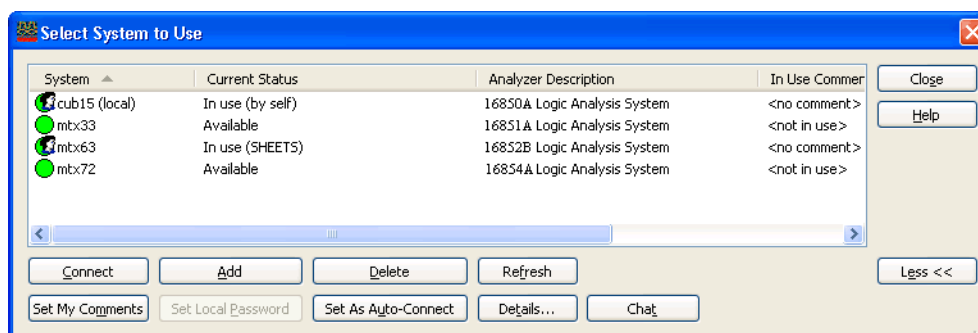 Select System to Use
System Current Status Analyzer Description In Use Commer
cub15 (local) In use (by self) 16850A Logic Analysis System <no comment>
mtx33 Available 16851A Logic Analysis System <not in use>
mtx63 In use (SHEETS) 16852B Logic Analysis System <no comment>
mtx72 Available 16854A Logic Analysis System <not in use>
Close
Help
Connect Add Delete Refresh Less <<
Set My Comments Set Local Password Set As Auto-Connect Details... Chat